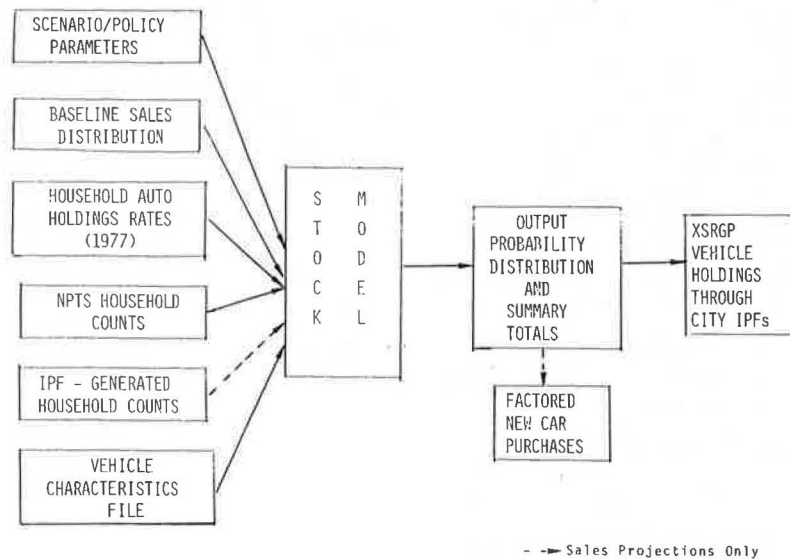 SCENARIO/POLICY
PARAMETERS
BASELINE SALES
DISTRIBUTION
HOUSEHOLD AUTO
HOLDINGS RATES
(1977)
NPTS HOUSEHOLD
COUNTS
IPF - GENERATED
HOUSEHOLD COUNTS
VEHICLE
CHARACTERISTICS
FILE
STOCK
MODEL
OUTPUT
PROBABILITY
DISTRIBUTION
AND
SUMMARY
TOTALS
FACTORED
NEW CAR
PURCHASES
XSRGP
VEHICLE
HOLDINGS
THROUGH
CITY IPFs
Sales Projections Only